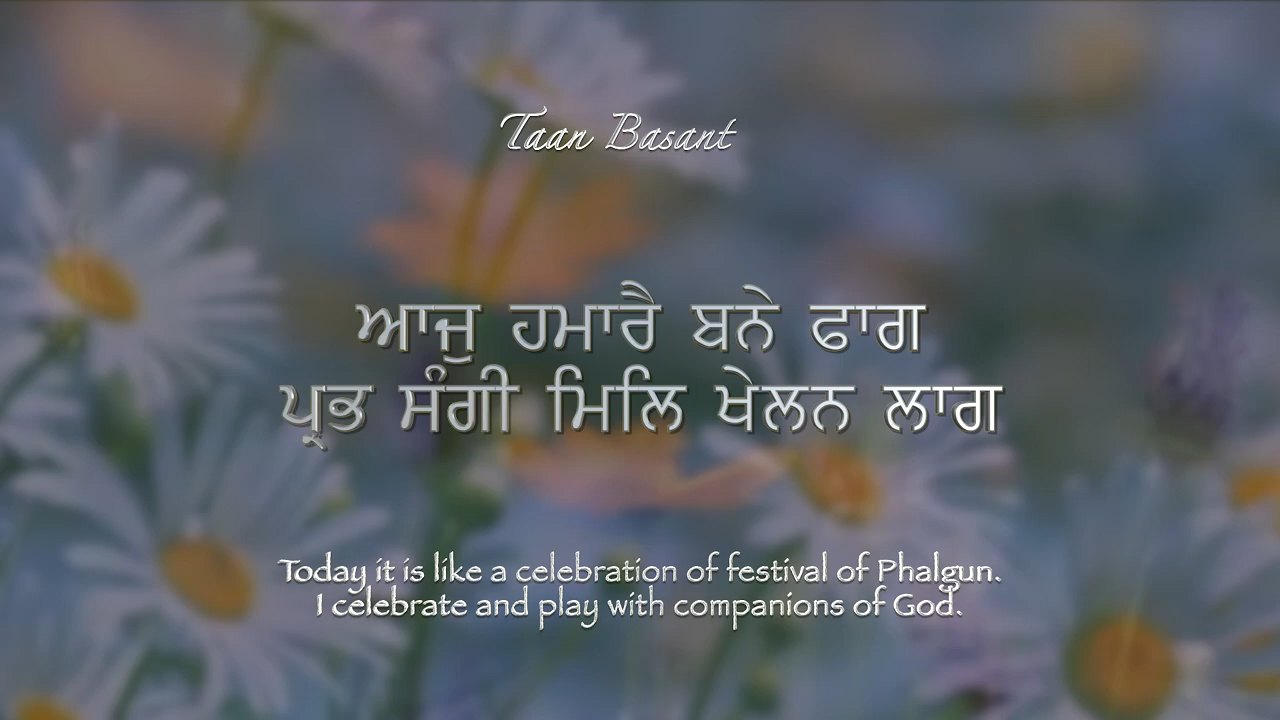 Taan Basant
ਆਜੁ ਹਮਾਰੈ ਬਨੇ ਫਾਗ
ਪ੍ਰਭ ਸੰਗੀ ਮਿਲਿ ਖੇਲਨ ਲਾਗ
Today it is like a celebration of festival of Phalgun.
I celebrate and play with companions of God.